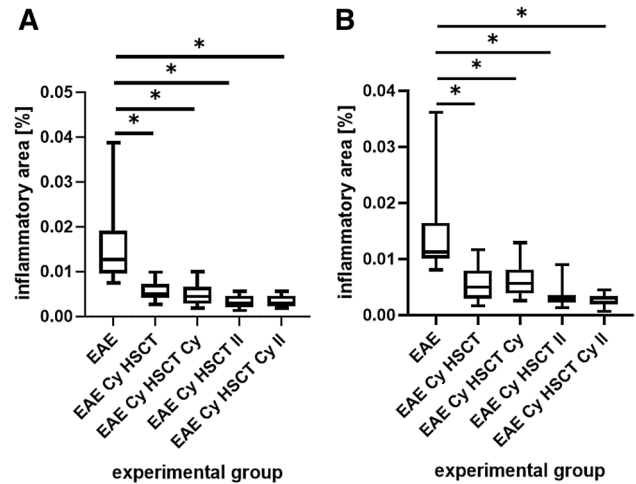 A
*
*
*
*
inflammatory area [%]
0.05
0.04
0.03
0.02
0.01
0.00
EAE
EAE Cy HSCT
EAE Cy HSCT Cy
EAE Cy HSCT II
EAE Cy HSCT Cy II
experimental group
B
*
*
*
*
inflammatory area [%]
0.04
0.03
0.02
0.01
0.00
EAE
EAE Cy HSCT
EAE Cy HSCT Cy
EAE Cy HSCT II
EAE Cy HSCT Cy II
experimental group